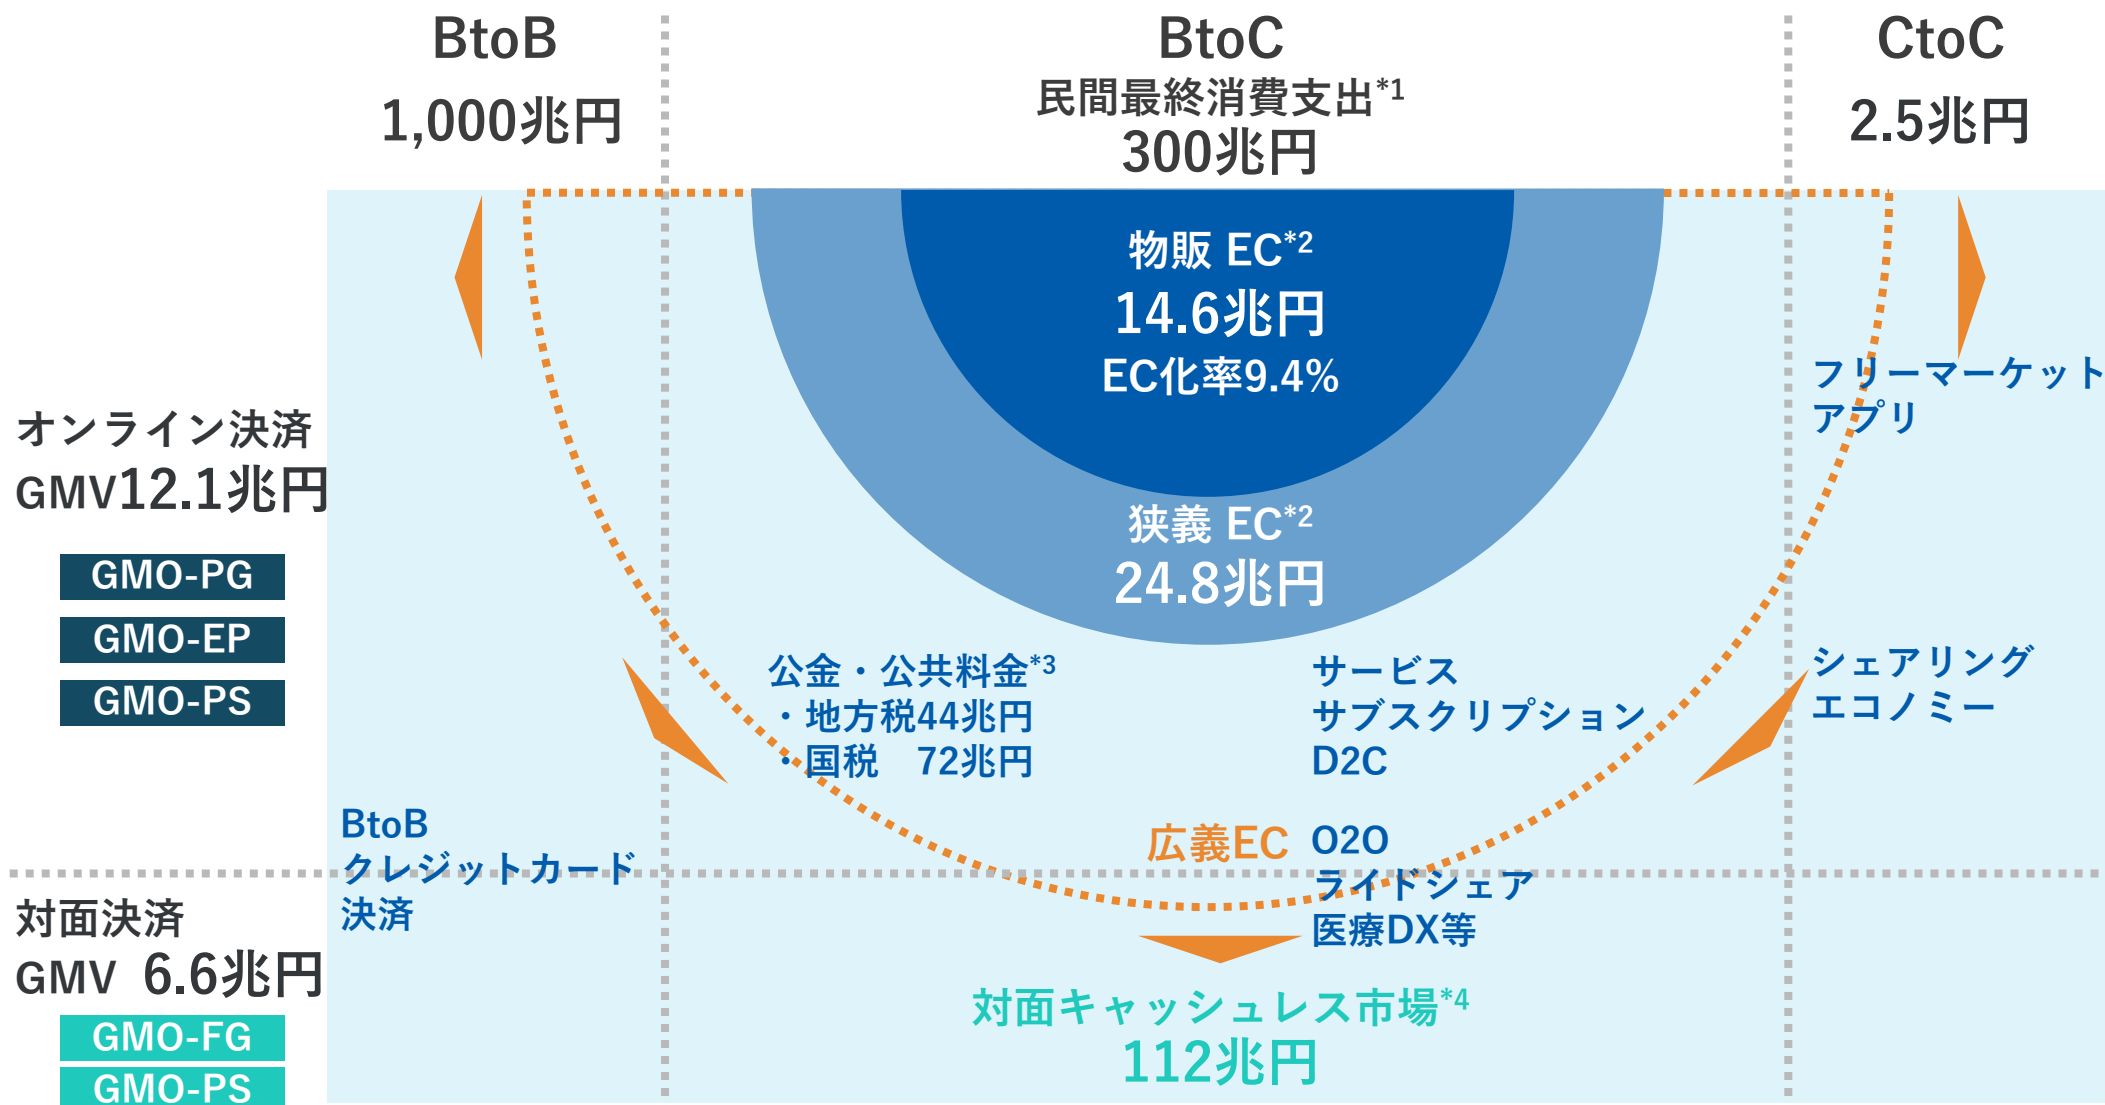 BtoB
1,000兆円
BtoC
民間最終消費支出*1
300兆円
CtoC
2.5兆円
物販 EC*2
14.6兆円
EC化率9.4%
狭義 EC*2
24.8兆円
オンライン決済
GMV12.1兆円
GMO-PG
GMO-EP
GMO-PS
フリーマーケット
アプリ
公金・公共料金*3
・地方税44兆円
・国税 72兆円
サービス
サブスクリプション
D2C
シェアリング
エコノミー
BtoB
クレジットカード
決済
広義EC
O2O
ライドシェア
医療DX等
対面決済
GMV 6.6兆円
GMO-FG
GMO-PS
対面キャッシュレス市場*4
112兆円